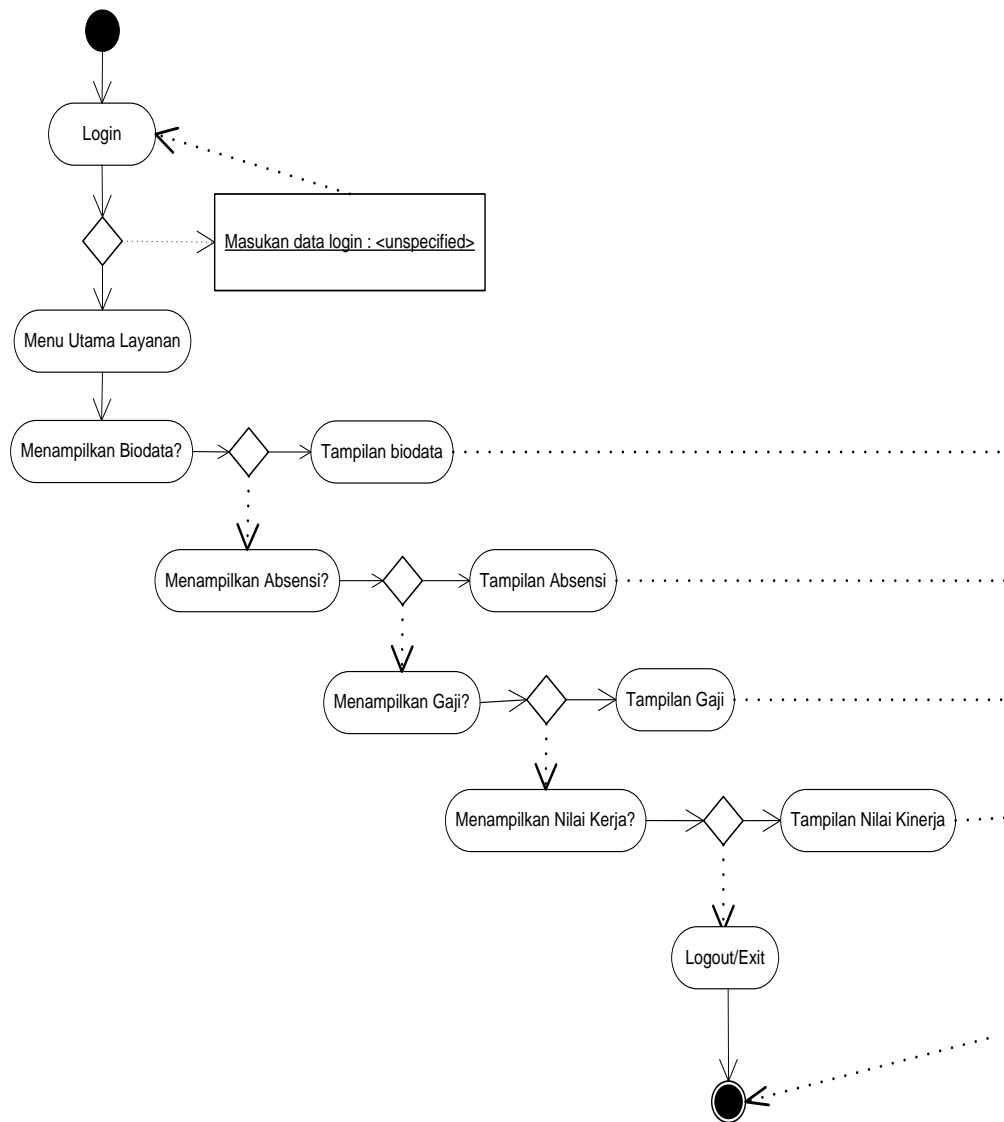 Login
Masukan data login : <unspecified>
Menu Utama Layanan
Menampilkan Biodata?
Tampilan biodata
Menampilkan Absensi?
Tampilan Absensi
Menampilkan Gaji?
Tampilan Gaji
Menampilkan Nilai Kerja?
Tampilan Nilai Kinerja
Logout/Exit